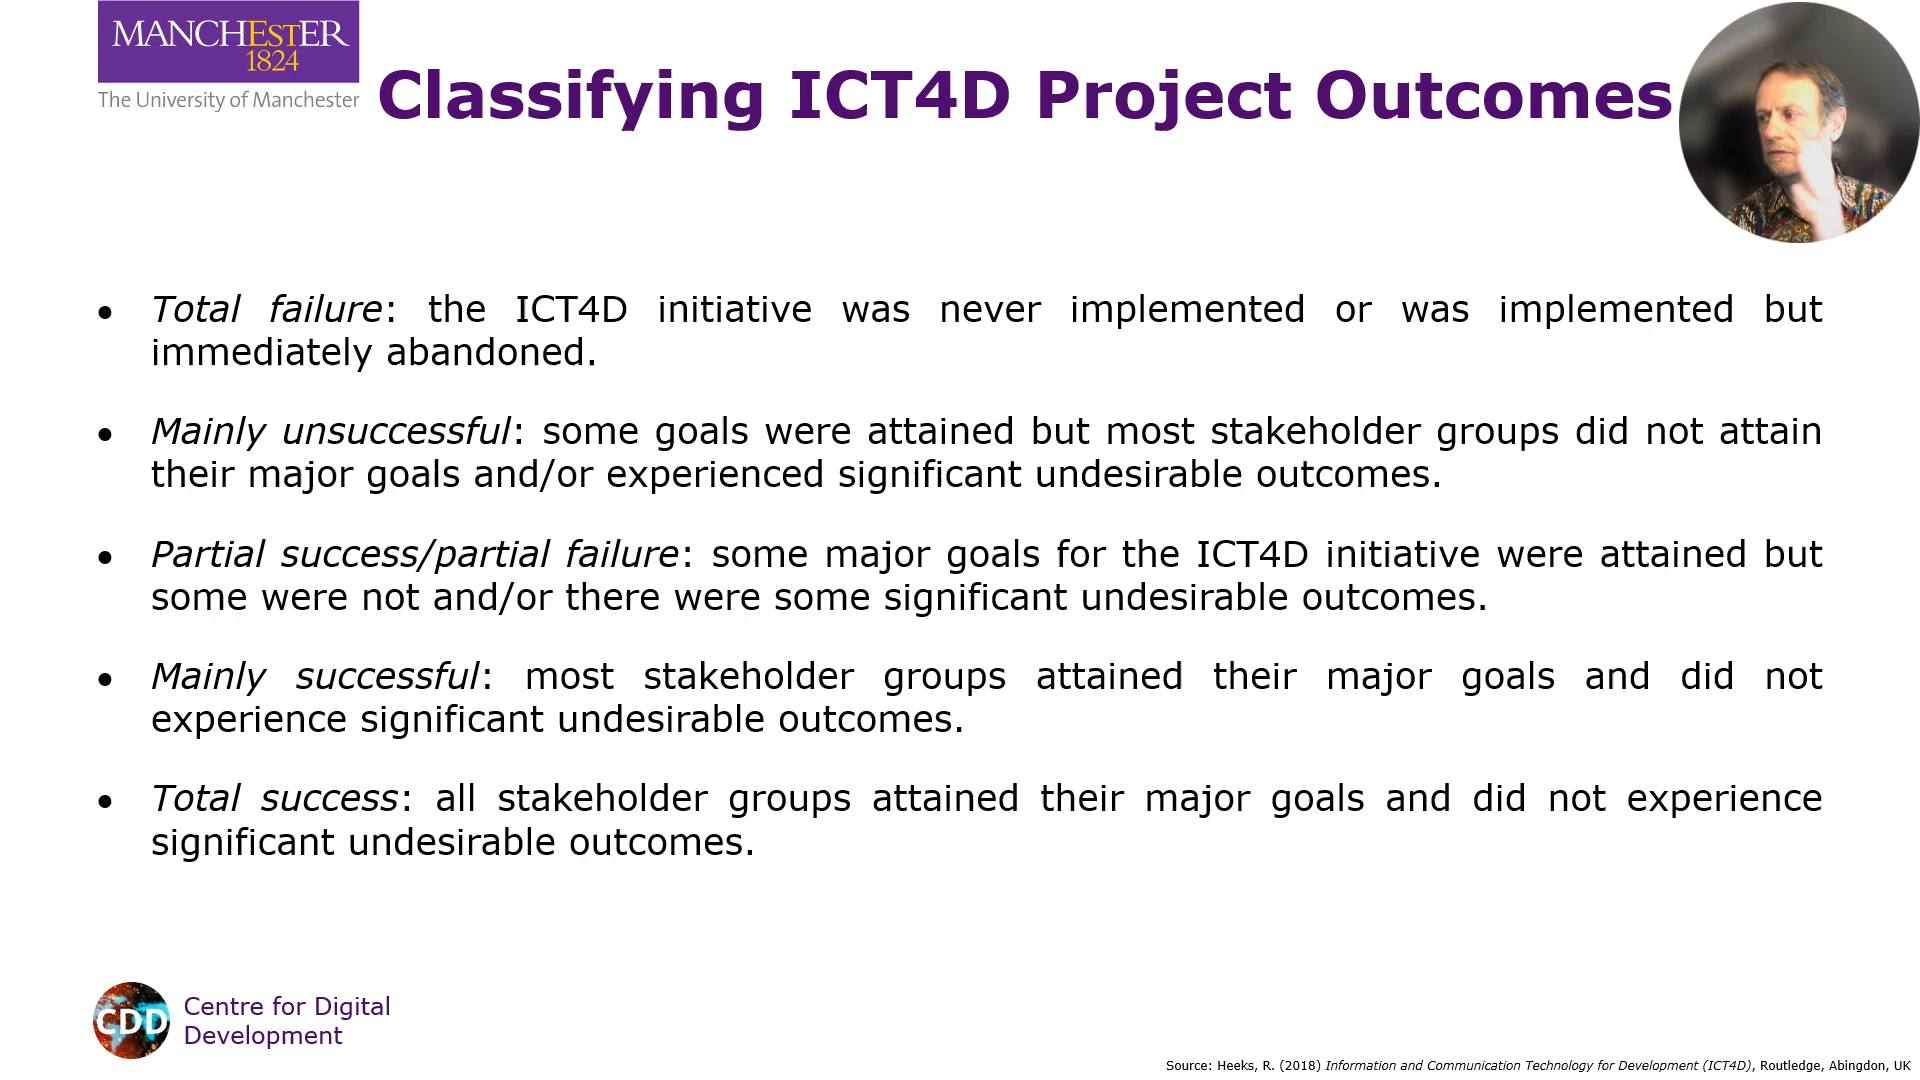 MANCHESTER
1824
The University of Manchester
Classifying ICT4D Project Outcomes
• Total failure: the ICT4D initiative was never implemented or was implemented but
immediately abandoned.
• Mainly unsuccessful: some goals were attained but most stakeholder groups did not attain
their major goals and/or experienced significant undesirable outcomes.
• Partial success/partial failure: some major goals for the ICT4D initiative were attained but
some were not and/or there were some significant undesirable outcomes.
• Mainly successful: most stakeholder groups attained their major goals and did not
experience significant undesirable outcomes.
• Total success: all stakeholder groups attained their major goals and did not experience
significant undesirable outcomes.
CDD
Centre for Digital
Development
Source: Heeks, R. (2018) Information and Communication Technology for Development (ICT4D), Routledge, Abingdon, UK